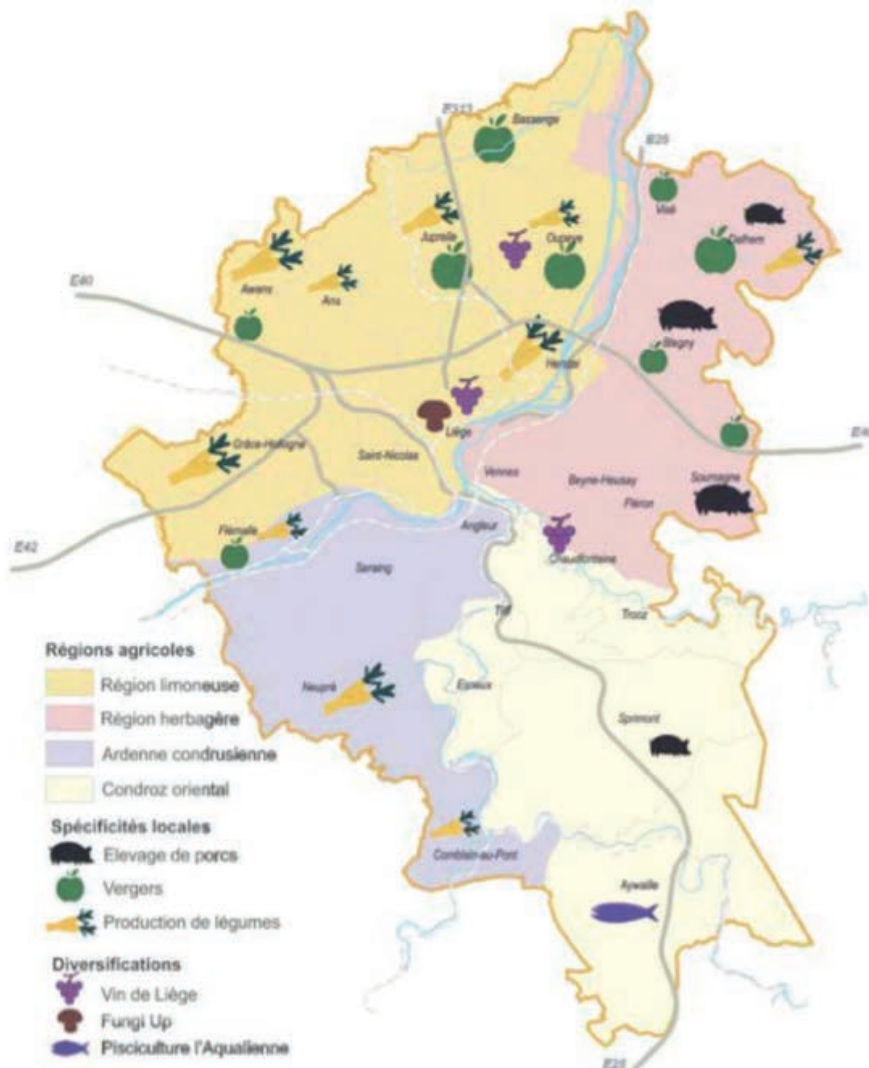 E313
Bassenge
E25
Visé
Dalhem
Juprelle
Oupeye
Awans
Ans
E40
Blegny
Herstal
Liège
Grâce-Hollogne
Saint-Nicolas
Vennes
Beyne-Heusay
Soumagne
Fléron
Flémalle
Angleur
E42
Chaudfontaine
Seraing
Tilff
Trooz
Régions agricoles
Région limoneuse
Région herbagère
Ardenne condrusienne
Condroz oriental
Neupré
Esneux
Sprimont
Spécificités locales
Elevage de porcs
Vergers
Production de légumes
Comblain-au-Pont
Aywaille
Diversifications
Vin de Liège
Fungi Up
Pisciculture l'Aqualienne
E25